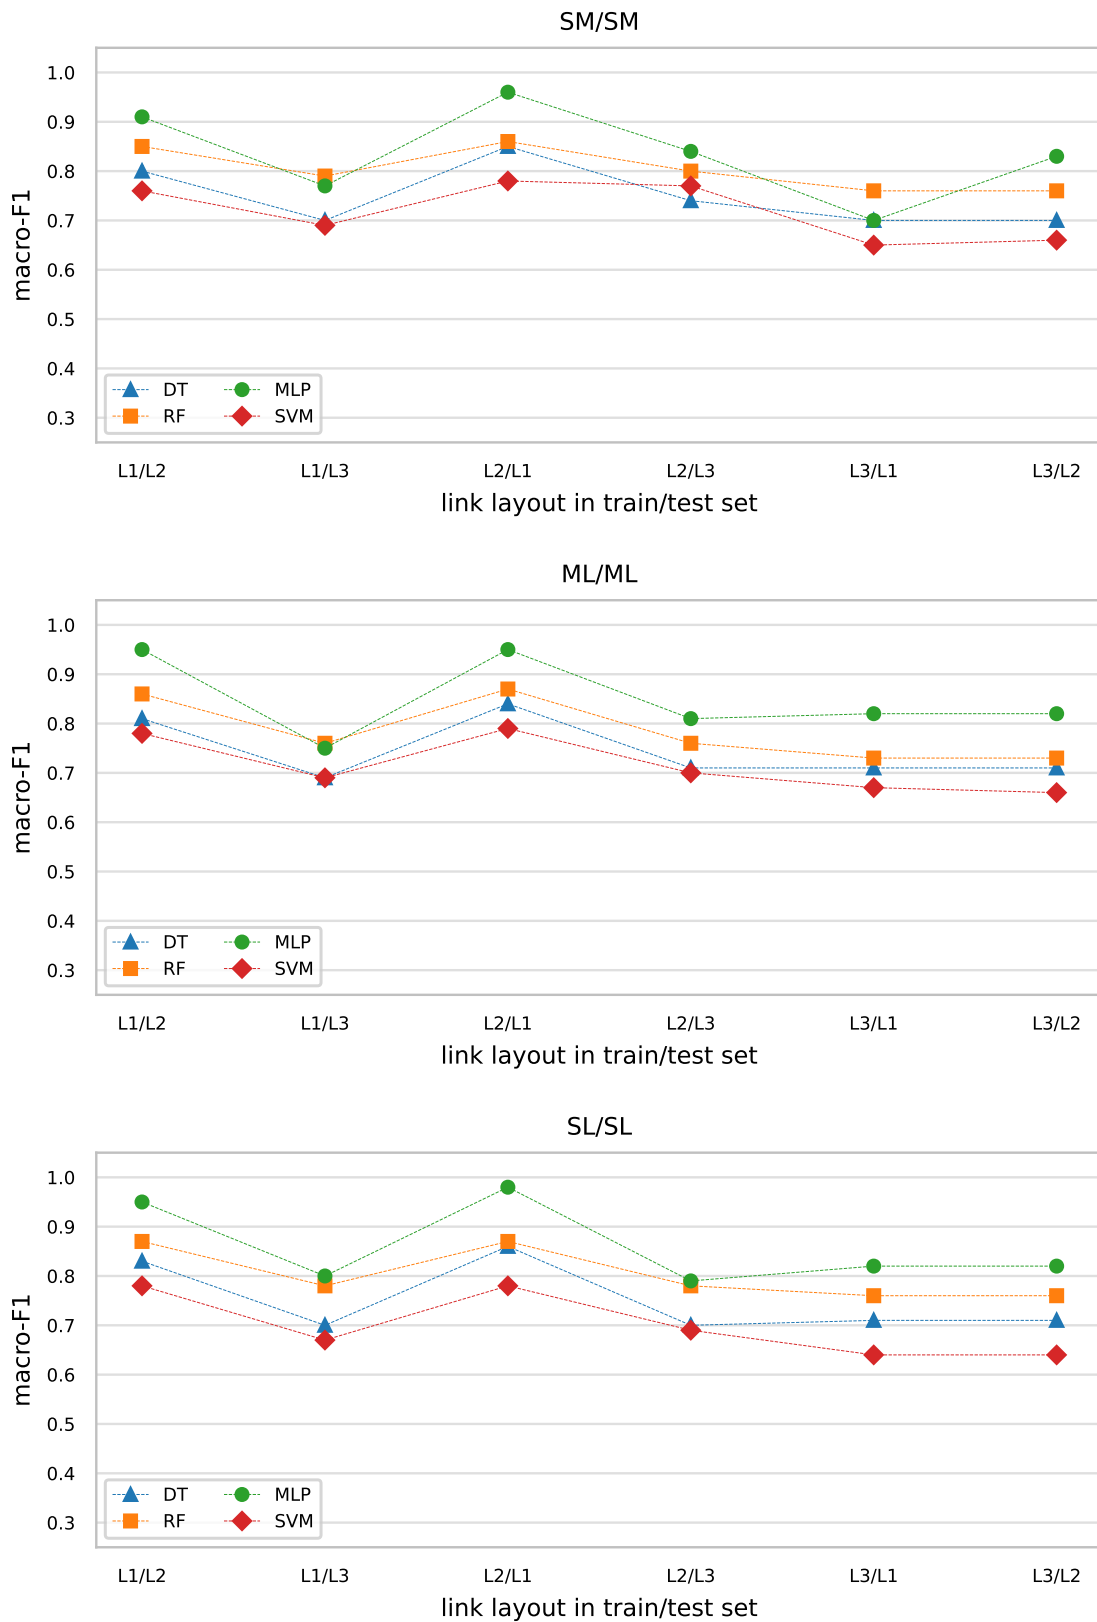 SM/SM
1.0
0.9
0.8
0.7
0.6
0.5
0.4
0.3
macro-F1
DT MLP
RF SVM
L1/L2 L1/L3 L2/L1 L2/L3 L3/L1 L3/L2
link layout in train/test set
ML/ML
1.0
0.9
0.8
0.7
0.6
0.5
0.4
0.3
macro-F1
DT MLP
RF SVM
L1/L2 L1/L3 L2/L1 L2/L3 L3/L1 L3/L2
link layout in train/test set
SL/SL
1.0
0.9
0.8
0.7
0.6
0.5
0.4
0.3
macro-F1
DT MLP
RF SVM
L1/L2 L1/L3 L2/L1 L2/L3 L3/L1 L3/L2
link layout in train/test set